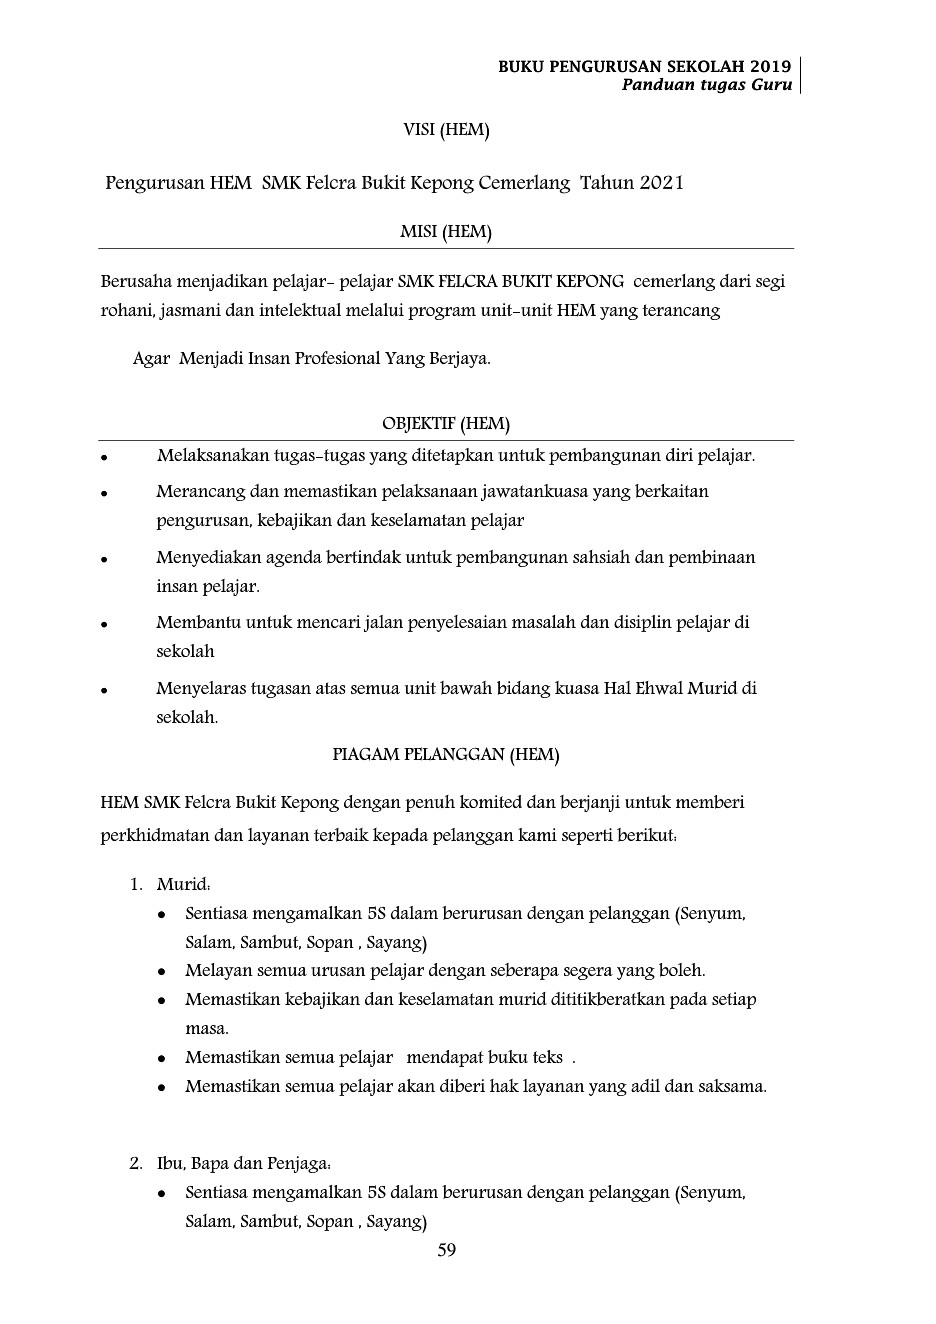 BUKU PENGURUSAN SEKOLAH 2019
Panduan tugas Guru
VISI (HEM)
Pengurusan HEM  SMK Felcra Bukit Kepong Cemerlang  Tahun 2021
MISI (HEM)
Berusaha menjadikan pelajar- pelajar SMK FELCRA BUKIT KEPONG  cemerlang dari segi
rohani, jasmani dan intelektual melalui program unit-unit HEM yang terancang
Agar  Menjadi Insan Profesional Yang Berjaya.
OBJEKTIF (HEM)
• Melaksanakan tugas-tugas yang ditetapkan untuk pembangunan diri pelajar.
• Merancang dan memastikan pelaksanaan jawatankuasa yang berkaitan
pengurusan, kebajikan dan keselamatan pelajar
• Menyediakan agenda bertindak untuk pembangunan sahsiah dan pembinaan
insan pelajar.
• Membantu untuk mencari jalan penyelesaian masalah dan disiplin pelajar di
sekolah
• Menyelaras tugasan atas semua unit bawah bidang kuasa Hal Ehwal Murid di
sekolah.
PIAGAM PELANGGAN (HEM)
HEM SMK Felcra Bukit Kepong dengan penuh komited dan berjanji untuk memberi
perkhidmatan dan layanan terbaik kepada pelanggan kami seperti berikut:
1. Murid:
• Sentiasa mengamalkan 5S dalam berurusan dengan pelanggan (Senyum,
Salam, Sambut, Sopan , Sayang)
• Melayan semua urusan pelajar dengan seberapa segera yang boleh.
• Memastikan kebajikan dan keselamatan murid dititikberatkan pada setiap
masa.
• Memastikan semua pelajar  mendapat buku teks  .
• Memastikan semua pelajar akan diberi hak layanan yang adil dan saksama.
2. Ibu, Bapa dan Penjaga:
• Sentiasa mengamalkan 5S dalam berurusan dengan pelanggan (Senyum,
Salam, Sambut, Sopan , Sayang)
59